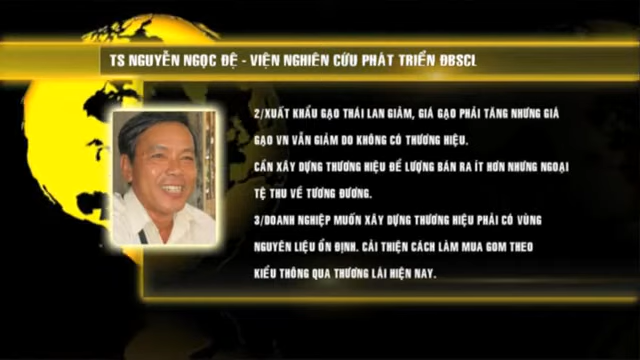 TS NGUYỄN NGỌC ĐỆ - VIỆN NGHIÊN CỨU PHÁT TRIỂN ĐBSCL
2/XUẤT KHẨU GẠO THÁI LAN GIẢM, GIÁ GẠO PHẢI TĂNG NHƯNG GIÁ
GẠO VN VẪN GIẢM DO KHÔNG CÓ THƯƠNG HIỆU.
CẦN XÂY DỰNG THƯƠNG HIỆU ĐỂ LƯỢNG BÁN RA ÍT HƠN NHƯNG NGOẠI
TỆ THU VỀ TƯƠNG ĐƯƠNG.
3/DOANH NGHIỆP MUỐN XÂY DỰNG THƯƠNG HIỆU PHẢI CÓ VÙNG
NGUYÊN LIỆU ỔN ĐỊNH. CẢI THIỆN CÁCH LÀM MUA GOM THEO
KIỂU THÔNG QUA THƯƠNG LÁI HIỆN NAY.